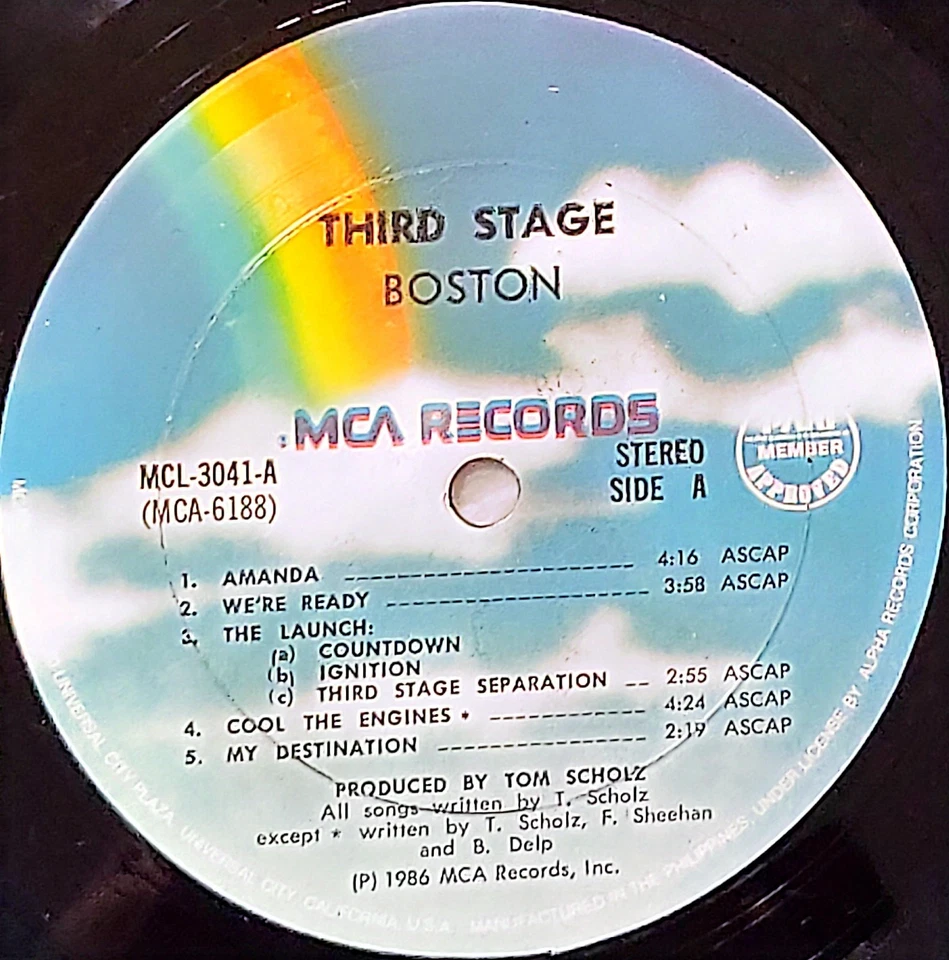 THIRD STAGE
BOSTON
MCA RECORDS
MCL-3041-A
(MCA-6188)
STEREO
SIDE A
MEMBER
APPROVED
1. AMANDA ---------------------- 4:16 ASCAP
2. WE'RE READY -------------------- 3:58 ASCAP
3. THE LAUNCH:
(a) COUNTDOWN
(b) IGNITION
(c) THIRD STAGE SEPARATION -- 2:55 ASCAP
4. COOL THE ENGINES * ------------ 4:24 ASCAP
5. MY DESTINATION ---------------- 2:19 ASCAP
PRODUCED BY TOM SCHOLZ
All songs written by T. Scholz
except * written by T. Scholz, F. Sheehan
and B. Delp
(P) 1986 MCA Records, Inc.
UNIVERSAL CITY PLAZA, UNIVERSAL CITY, CALIFORNIA, U.S.A. MANUFACTURED IN THE PHILIPPINES, UNDER LICENSE BY ALPHA RECORDS CORPORATION